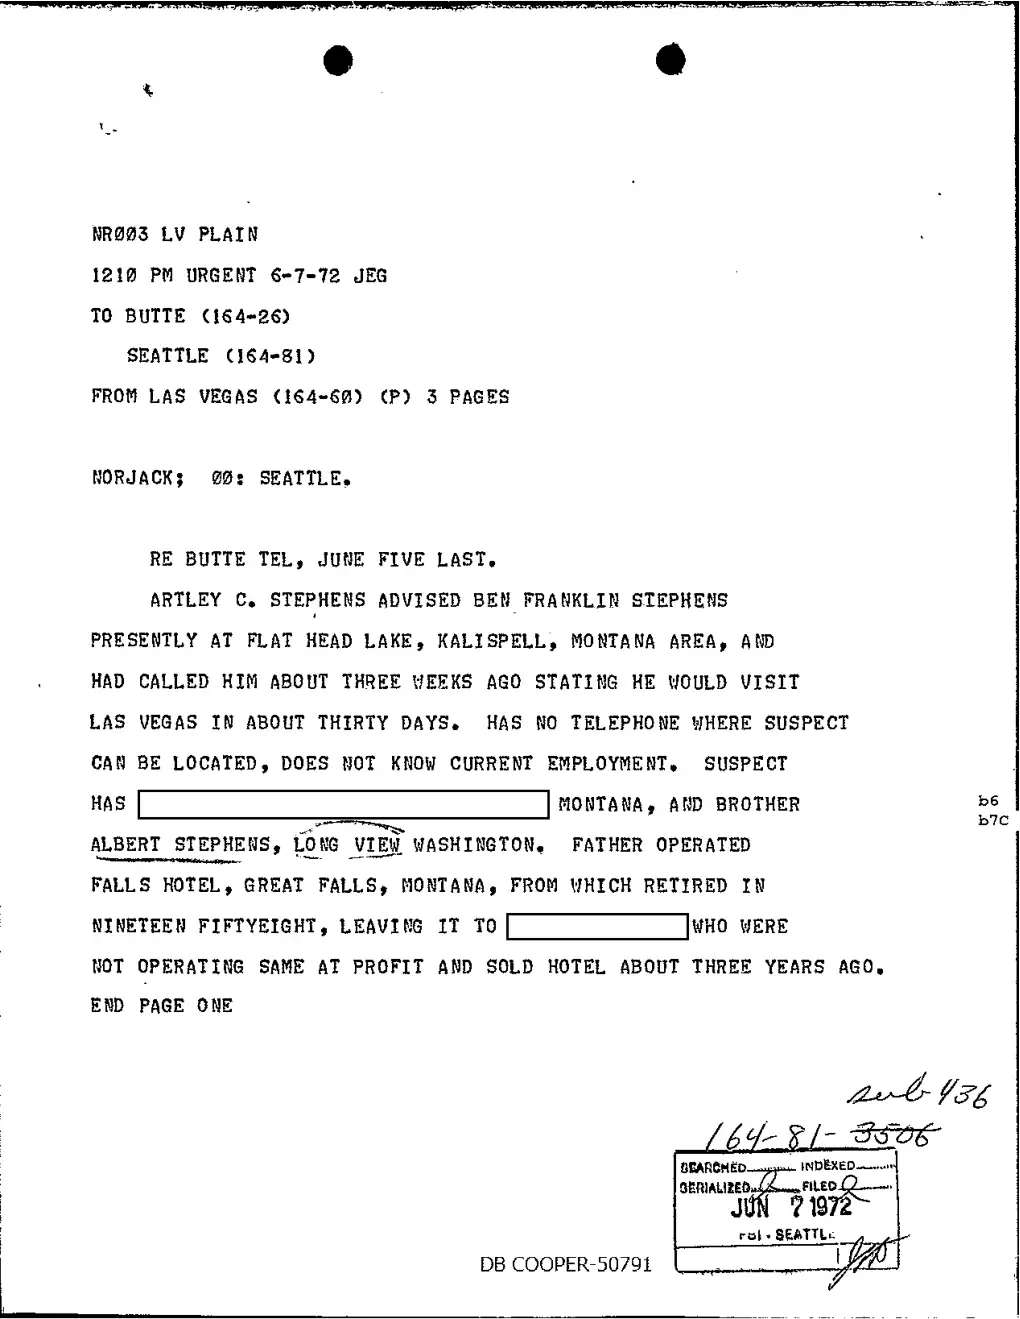 NR003 LV PLAIN
1210 PM URGENT 6-7-72 JEG
TO BUTTE (164-26)
SEATTLE (164-81)
FROM LAS VEGAS (164-60) (P) 3 PAGES
NORJACK; 00: SEATTLE.
RE BUTTE TEL, JUNE FIVE LAST.
ARTLEY C. STEPHENS ADVISED BEN FRANKLIN STEPHENS
PRESENTLY AT FLAT HEAD LAKE, KALISPELL, MONTANA AREA, AND
HAD CALLED HIM ABOUT THREE WEEKS AGO STATING HE WOULD VISIT
LAS VEGAS IN ABOUT THIRTY DAYS. HAS NO TELEPHONE WHERE SUSPECT
CAN BE LOCATED, DOES NOT KNOW CURRENT EMPLOYMENT. SUSPECT
HAS MONTANA, AND BROTHER
b6
b7C
ALBERT STEPHENS, LONG VIEW WASHINGTON. FATHER OPERATED
FALLS HOTEL, GREAT FALLS, MONTANA, FROM WHICH RETIRED IN
NINETEEN FIFTYEIGHT, LEAVING IT TO WHO WERE
NOT OPERATING SAME AT PROFIT AND SOLD HOTEL ABOUT THREE YEARS AGO.
END PAGE ONE
sub 436
164-81-3506
SEARCHED INDEXED
SERIALIZED FILED
JUN 7 1972
FBI - SEATTLE
DB COOPER-50791